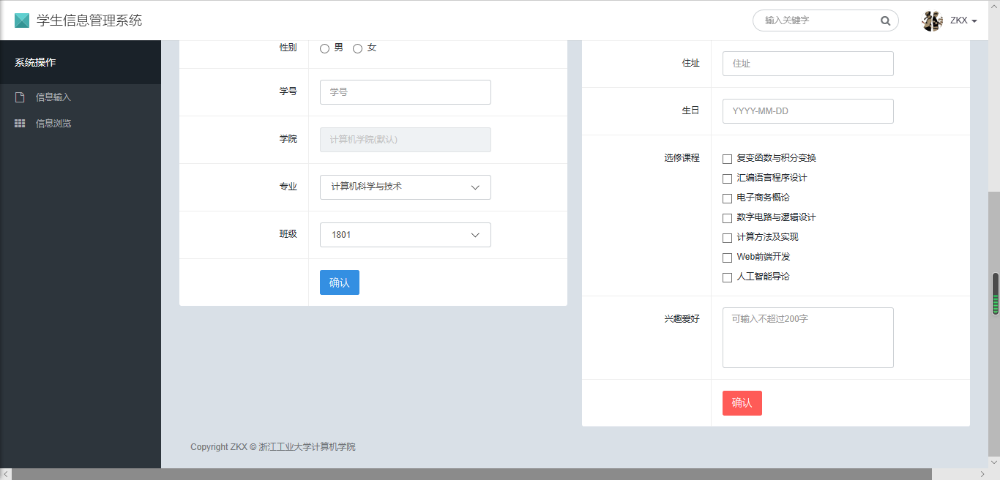 学生信息管理系统
输入关键字
ZKX
系统操作
信息输入
信息浏览
性别
男
女
学号
学号
学院
计算机学院(默认)
专业
计算机科学与技术
班级
1801
确认
住址
住址
生日
YYYY-MM-DD
选修课程
复变函数与积分变换
汇编语言程序设计
电子商务概论
数字电路与逻辑设计
计算方法及实现
Web前端开发
人工智能导论
兴趣爱好
可输入不超过200字
确认
Copyright ZKX © 浙江工业大学计算机学院